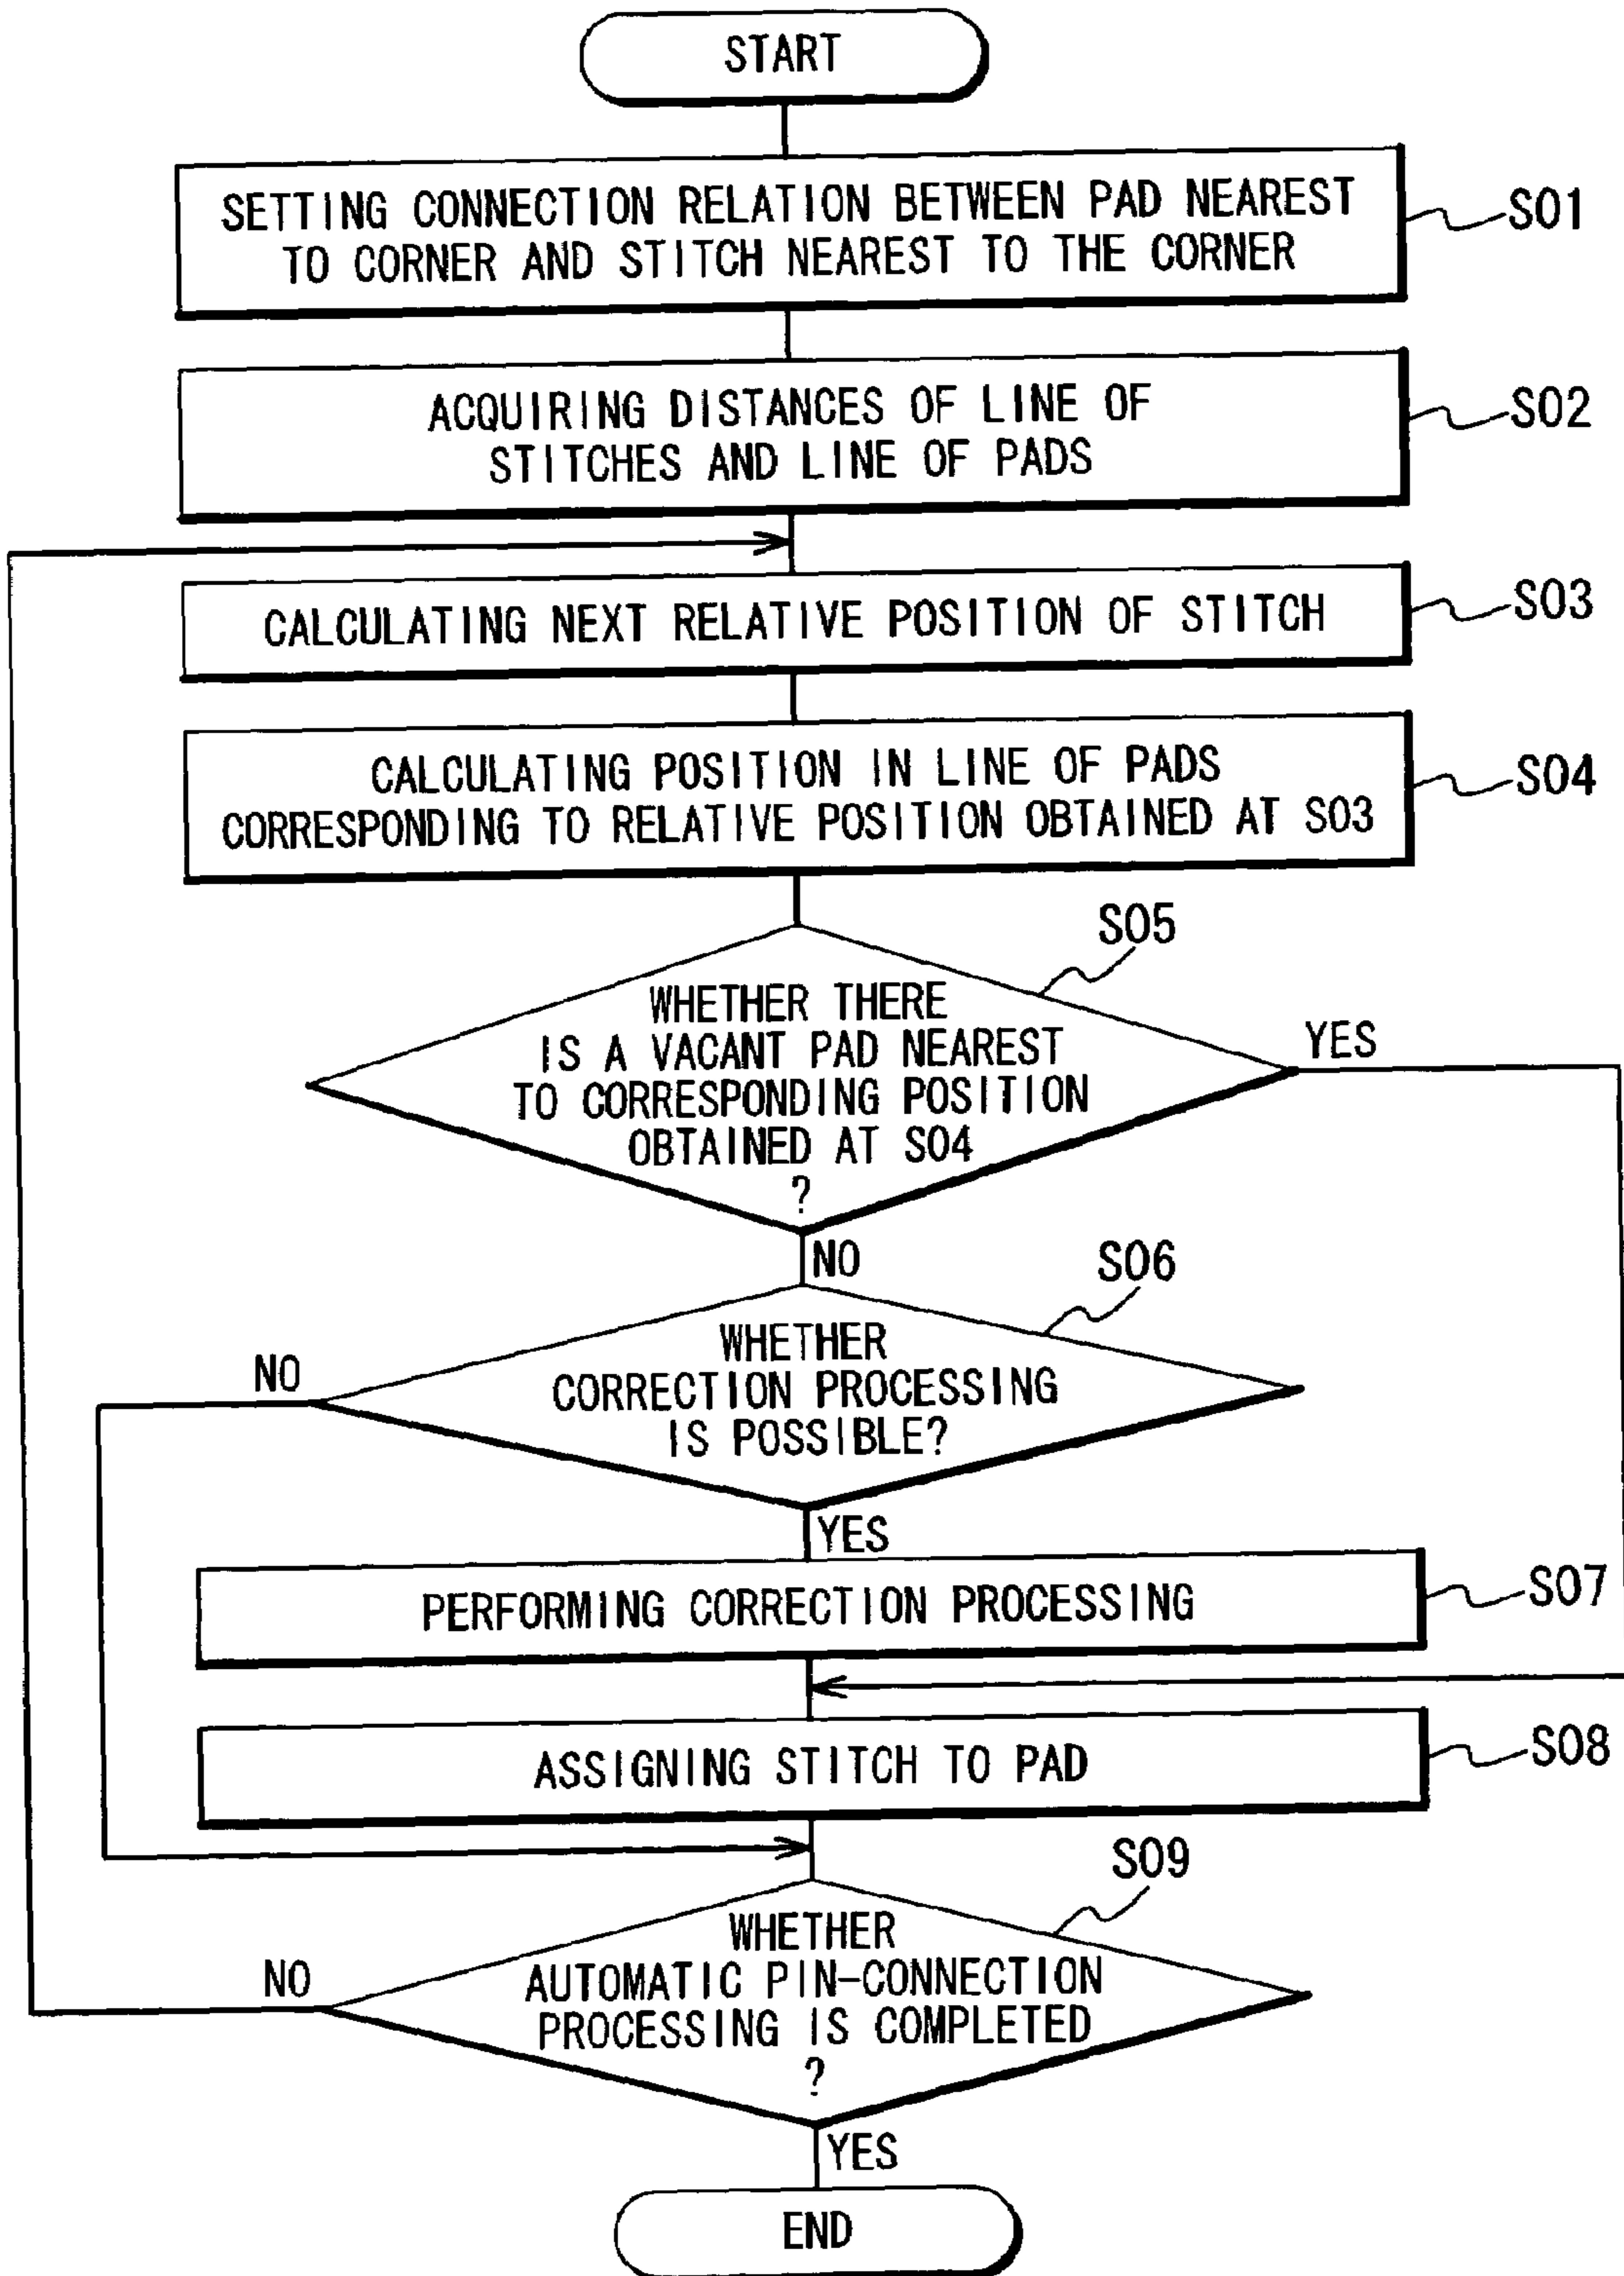 START
SETTING CONNECTION RELATION BETWEEN PAD NEAREST
TO CORNER AND STITCH NEAREST TO THE CORNER
S01
ACQUIRING DISTANCES OF LINE OF
STITCHES AND LINE OF PADS
S02
CALCULATING NEXT RELATIVE POSITION OF STITCH
S03
CALCULATING POSITION IN LINE OF PADS
CORRESPONDING TO RELATIVE POSITION OBTAINED AT S03
S04
S05
WHETHER THERE
IS A VACANT PAD NEAREST
TO CORRESPONDING POSITION
OBTAINED AT S04
?
YES
NO
S06
WHETHER
CORRECTION PROCESSING
IS POSSIBLE?
NO
YES
PERFORMING CORRECTION PROCESSING
S07
ASSIGNING STITCH TO PAD
S08
S09
WHETHER
AUTOMATIC PIN-CONNECTION
PROCESSING IS COMPLETED
?
NO
YES
END